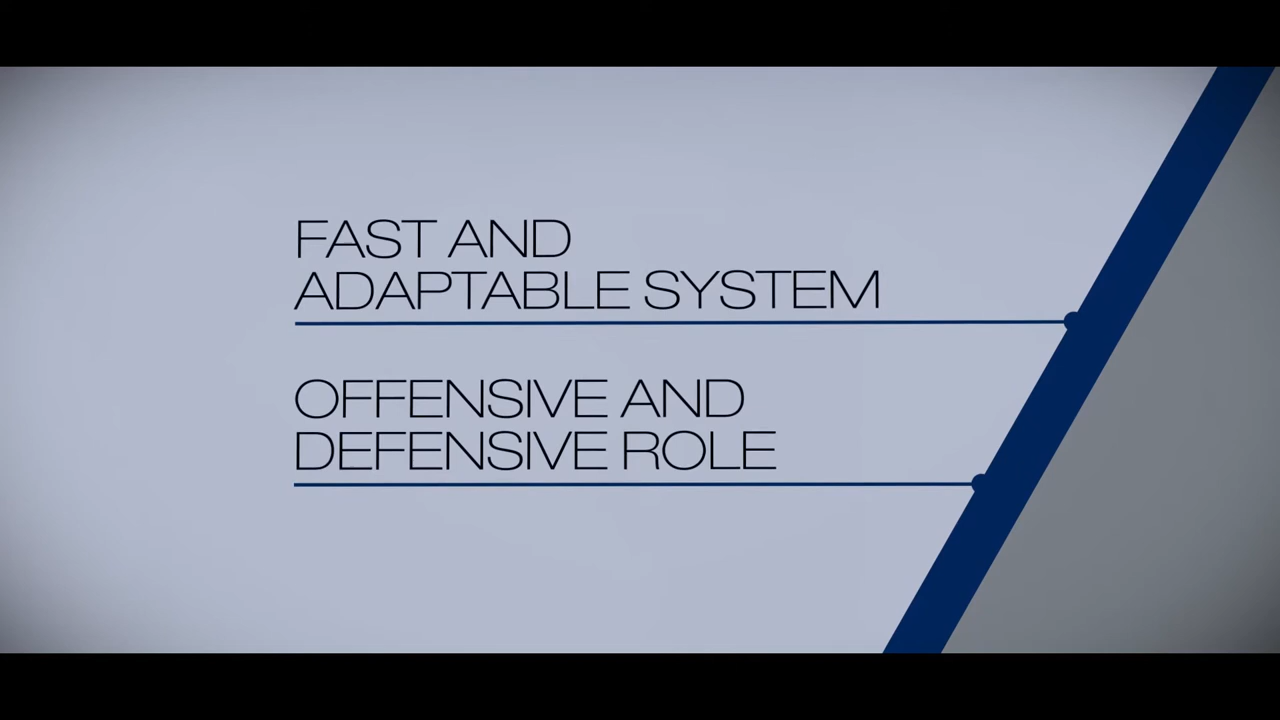 FAST AND
ADAPTABLE SYSTEM
OFFENSIVE AND
DEFENSIVE ROLE